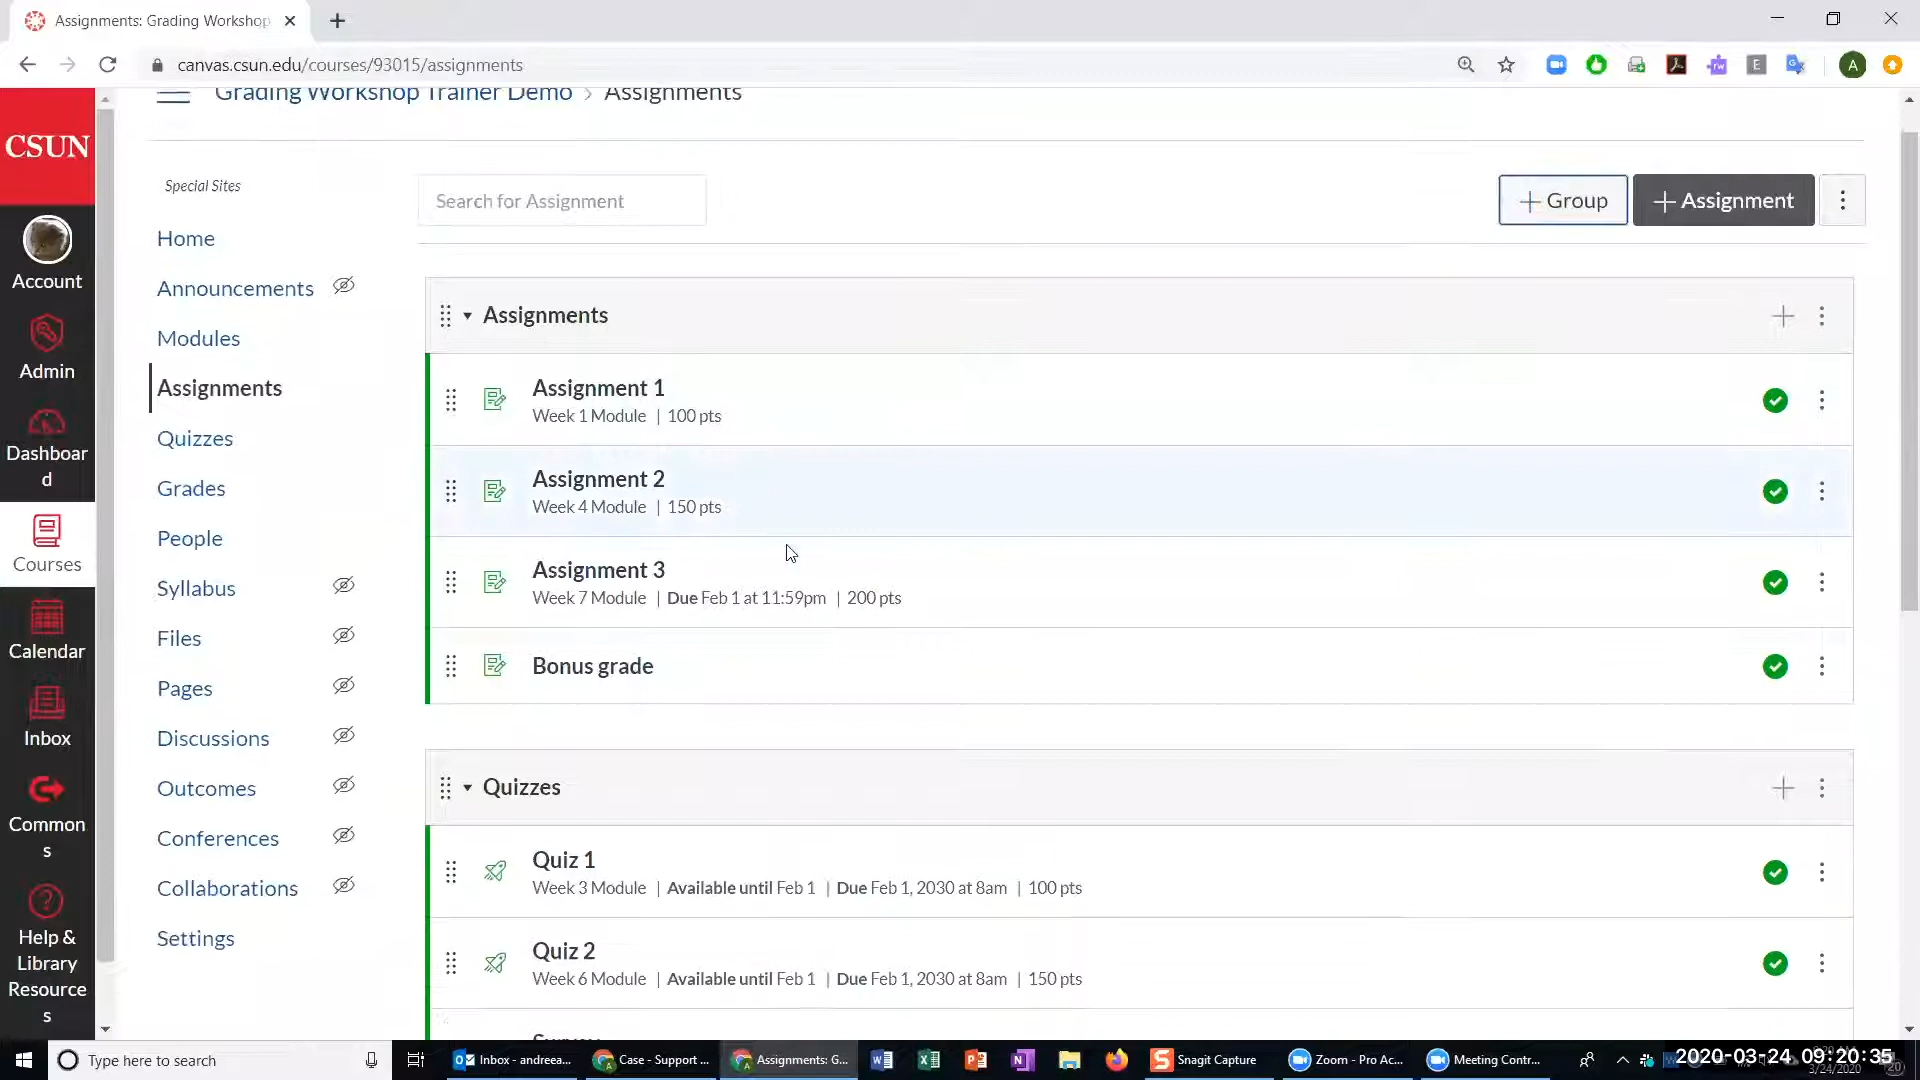 Assignments: Grading Workshop
canvas.csun.edu/courses/93015/assignments
Grading Workshop Trainer Demo > Assignments
CSUN
Account
Admin
Dashboar
d
Courses
Calendar
Inbox
Common
s
Help &
Library
Resource
s
Special Sites
Home
Announcements
Modules
Assignments
Quizzes
Grades
People
Syllabus
Files
Pages
Discussions
Outcomes
Conferences
Collaborations
Settings
Search for Assignment
+ Group
+ Assignment
Assignments
Assignment 1
Week 1 Module | 100 pts
Assignment 2
Week 4 Module | 150 pts
Assignment 3
Week 7 Module | Due Feb 1 at 11:59pm | 200 pts
Bonus grade
Quizzes
Quiz 1
Week 3 Module | Available until Feb 1 | Due Feb 1, 2030 at 8am | 100 pts
Quiz 2
Week 6 Module | Available until Feb 1 | Due Feb 1, 2030 at 8am | 150 pts
Type here to search
Inbox - andreea...
Case - Support ...
Assignments: G...
Snagit Capture
Zoom - Pro Ac...
Meeting Contr...
2020-03-24 09:20:35
3/24/2020